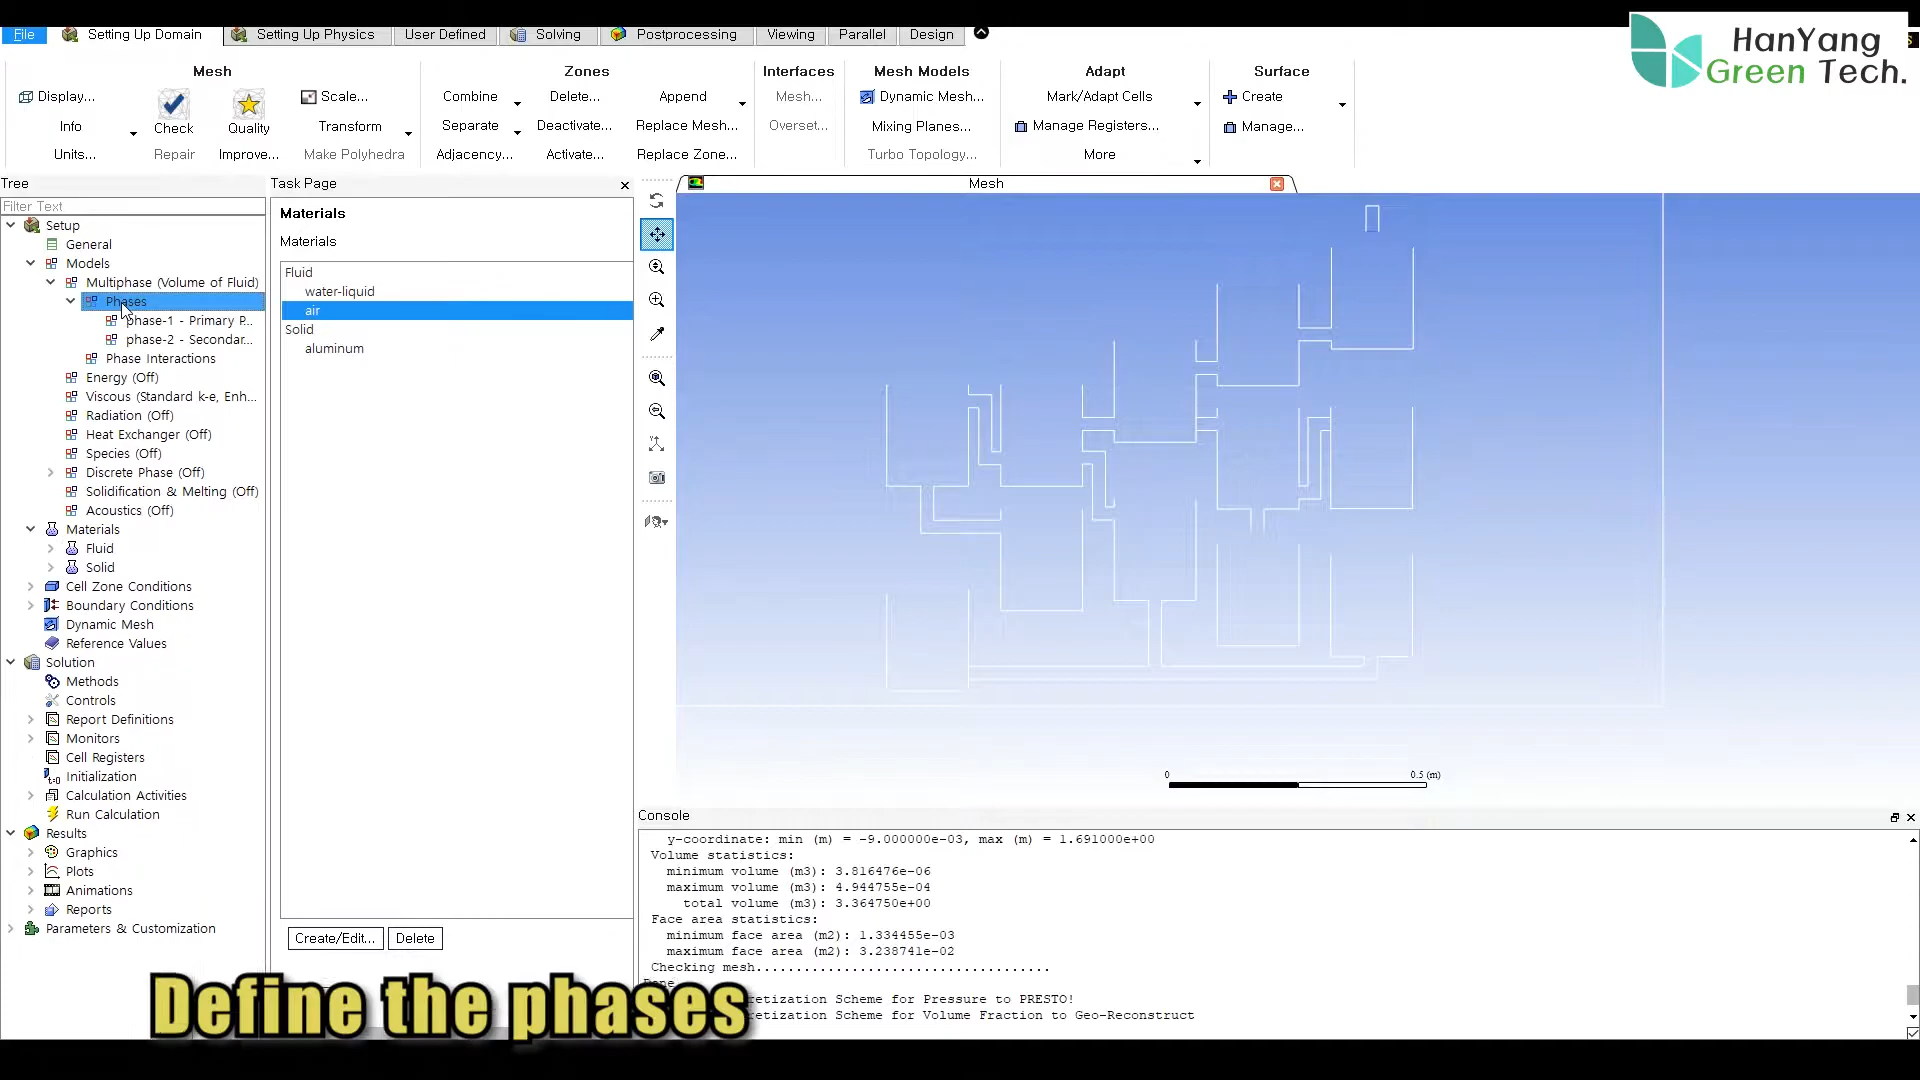 File
Setting Up Domain
Setting Up Physics
User Defined
Solving
Postprocessing
Viewing
Parallel
Design
HanYang
Green Tech.
Mesh
Zones
Interfaces
Mesh Models
Adapt
Surface
Display...
Scale...
Combine
Delete...
Append
Mesh...
Dynamic Mesh...
Mark/Adapt Cells
Create
Info
Check
Quality
Transform
Separate
Deactivate...
Replace Mesh...
Overset...
Mixing Planes...
Manage Registers...
Manage...
Units...
Repair
Improve...
Make Polyhedra
Adjacency...
Activate...
Replace Zone...
Turbo Topology...
More
Tree
Filter Text
Setup
General
Models
Multiphase (Volume of Fluid)
Phases
phase-1 - Primary P...
phase-2 - Secondar...
Phase Interactions
Energy (Off)
Viscous (Standard k-e, Enh...
Radiation (Off)
Heat Exchanger (Off)
Species (Off)
Discrete Phase (Off)
Solidification & Melting (Off)
Acoustics (Off)
Materials
Fluid
Solid
Cell Zone Conditions
Boundary Conditions
Dynamic Mesh
Reference Values
Solution
Methods
Controls
Report Definitions
Monitors
Cell Registers
Initialization
Calculation Activities
Run Calculation
Results
Graphics
Plots
Animations
Reports
Parameters & Customization
Task Page
Materials
Materials
Fluid
water-liquid
air
Solid
aluminum
Create/Edit...
Delete
Mesh
0
0.5 (m)
Console
y-coordinate: min (m) = -9.000000e-03, max (m) = 1.691000e+00
Volume statistics:
minimum volume (m3): 3.816476e-06
maximum volume (m3): 4.944755e-04
total volume (m3): 3.364750e+00
Face area statistics:
minimum face area (m2): 1.334455e-03
maximum face area (m2): 3.238741e-02
Checking mesh.....................................
Done.
etization Scheme for Pressure to PRESTO!
etization Scheme for Volume Fraction to Geo-Reconstruct
Define the phases